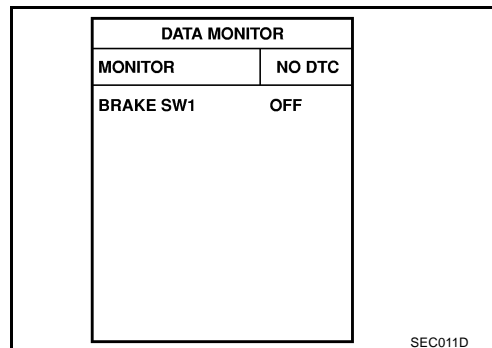 DATA MONITOR
MONITOR NO DTC
BRAKE SW1 OFF
SEC011D